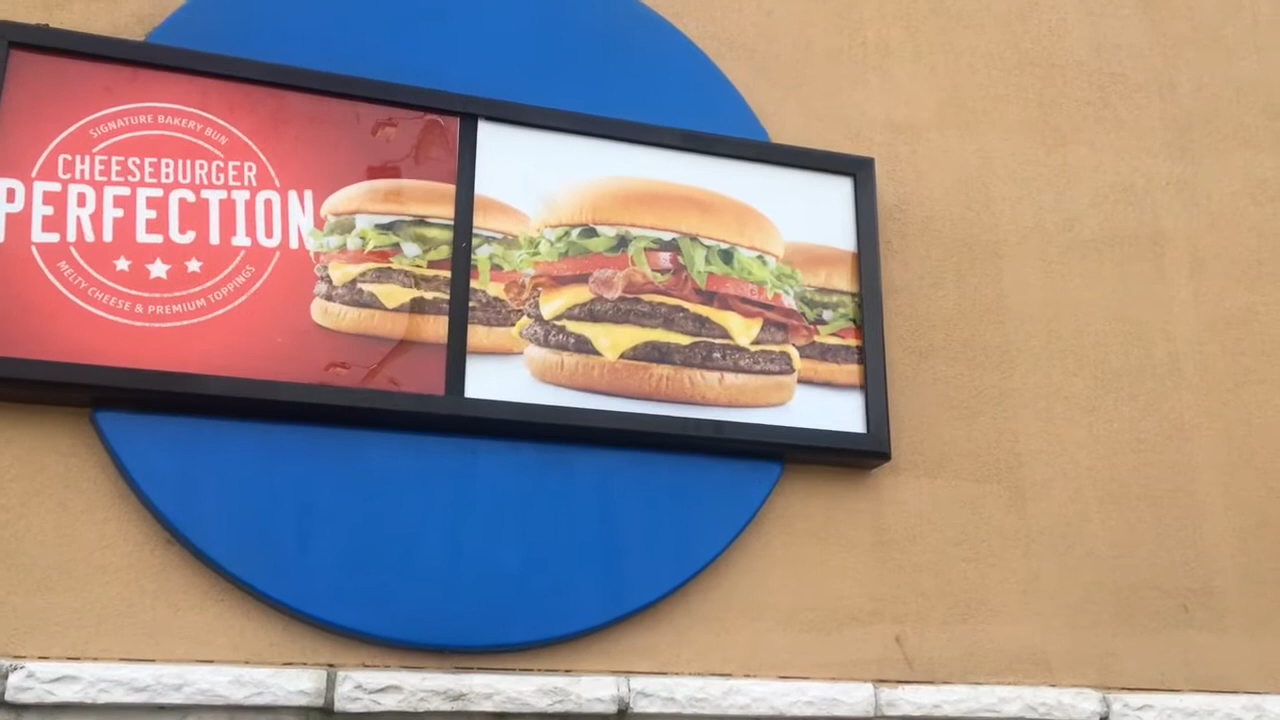 SIGNATURE BAKERY BUN
CHEESEBURGER
PERFECTION
MELTY CHEESE & PREMIUM TOPPINGS